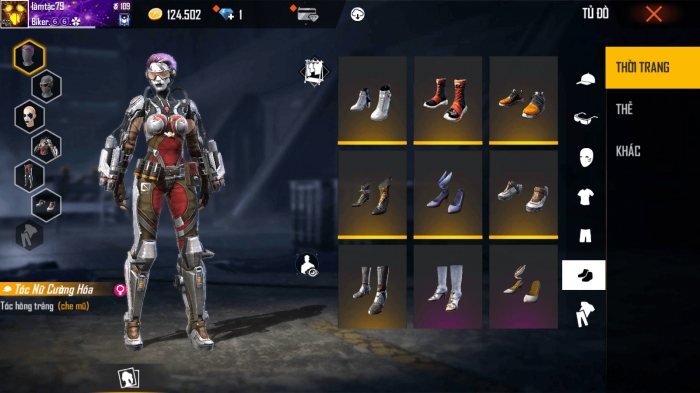 lâmtặc79
109
Biker.⑥⑥
124.502
1
TỦ ĐỒ
THỜI TRANG
THẺ
KHÁC
Tóc Nữ Cường Hóa
Tóc hồng trắng (che mũ)